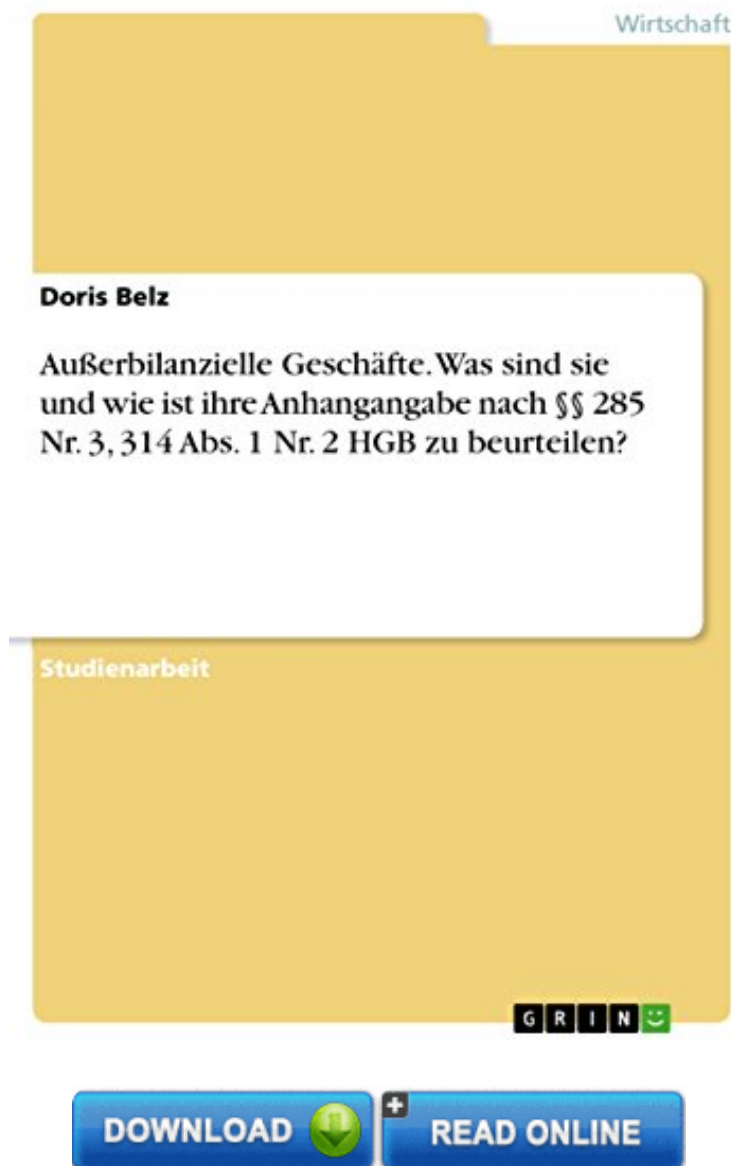 Wirtschaft
Doris Belz
Außerbilanzielle Geschäfte. Was sind sie
und wie ist ihre Anhangangabe nach §§ 285
Nr. 3, 314 Abs. 1 Nr. 2 HGB zu beurteilen?
Studienarbeit
GRIN
DOWNLOAD
READ ONLINE